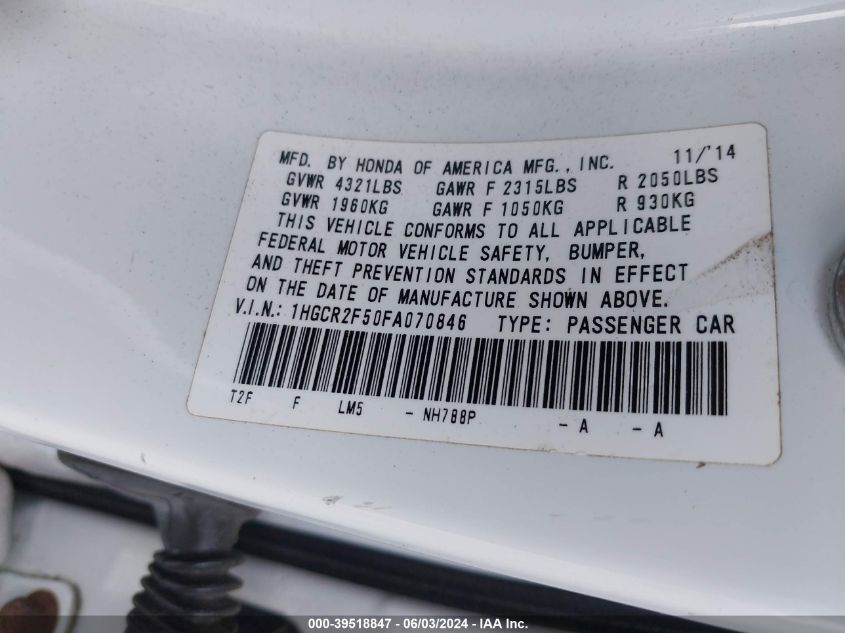 MFD. BY HONDA OF AMERICA MFG., INC. 11/'14
GVWR 4321LBS GAWR F 2315LBS R 2050LBS
GVWR 1960KG GAWR F 1050KG R 930KG
THIS VEHICLE CONFORMS TO ALL APPLICABLE
FEDERAL MOTOR VEHICLE SAFETY, BUMPER,
AND THEFT PREVENTION STANDARDS IN EFFECT
ON THE DATE OF MANUFACTURE SHOWN ABOVE.
V.I.N.: 1HGCR2F50FA070846 TYPE: PASSENGER CAR
T2F F LM5 - NH788P - A - A
000-39518847 - 06/03/2024 - IAA Inc.